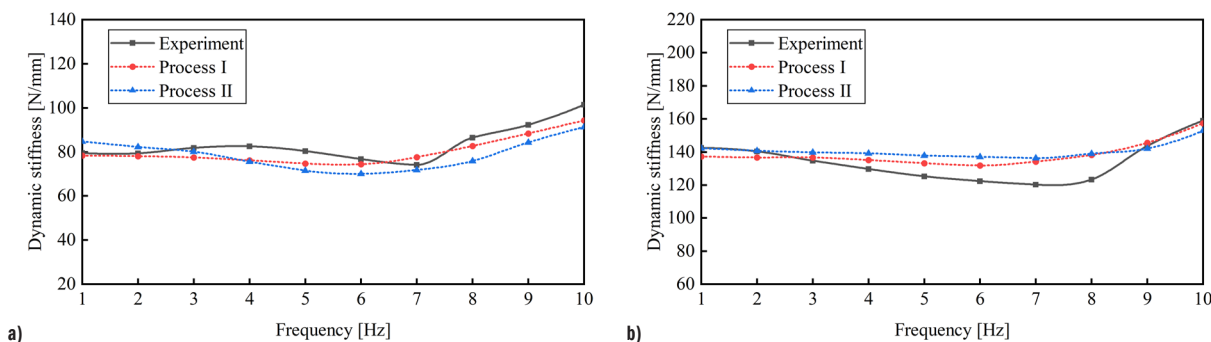 140
120
100
80
60
40
20
Dynamic stiffness [N/mm]
Experiment
Process I
Process II
1 2 3 4 5 6 7 8 9 10
Frequency [Hz]
a)
220
200
180
160
140
120
100
80
60
Dynamic stiffness [N/mm]
Experiment
Process I
Process II
1 2 3 4 5 6 7 8 9 10
Frequency [Hz]
b)